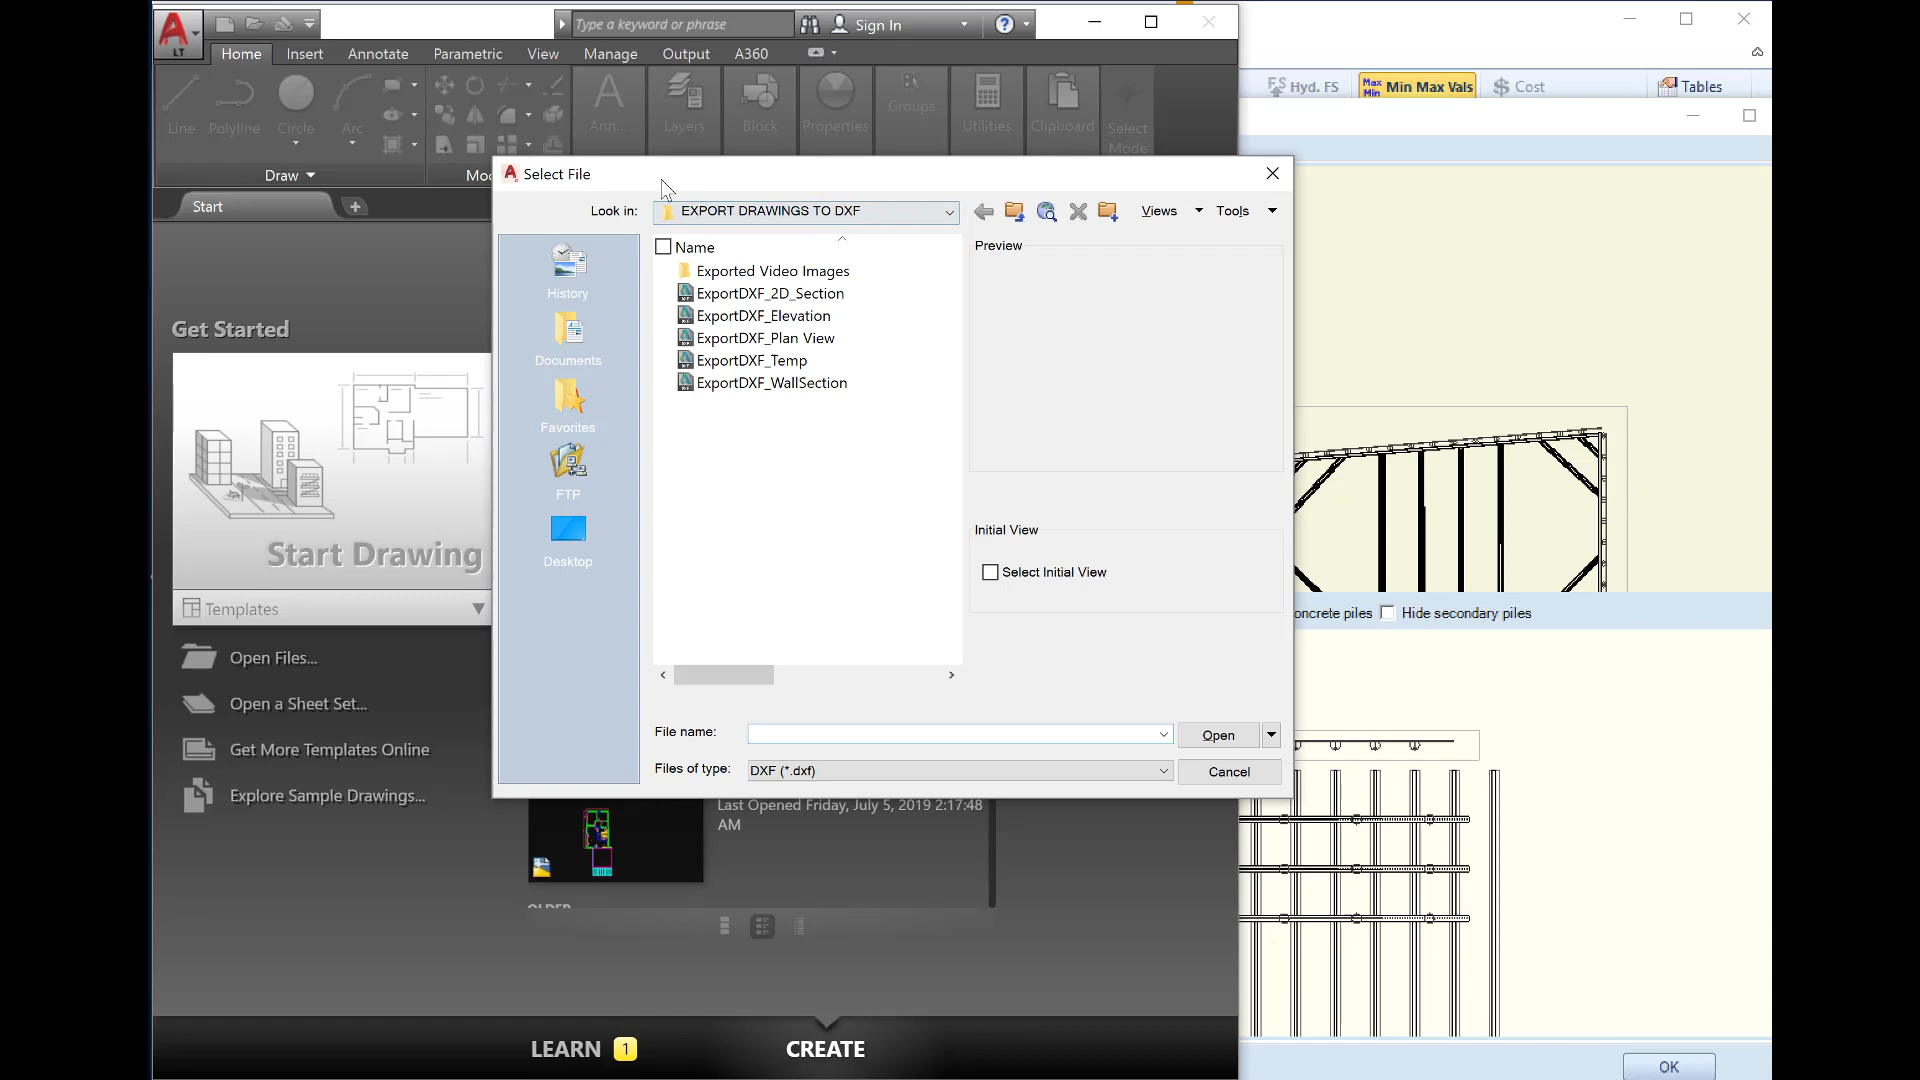 Type a keyword or phrase
Sign In
LT
Home Insert Annotate Parametric View Manage Output A360
Hyd. FS
Max Min
Min Max Vals
Cost
Tables
Line Polyline Circle Arc
Ann... Layers Block Properties Groups Utilities Clipboard Select Mode
Draw
Select File
Start
Look in: EXPORT DRAWINGS TO DXF
Views Tools
Name
Preview
History
Exported Video Images
ExportDXF_2D_Section
ExportDXF_Elevation
ExportDXF_Plan View
ExportDXF_Temp
ExportDXF_WallSection
Documents
Favorites
FTP
Desktop
Initial View
Select Initial View
Get Started
Start Drawing
Templates
oncrete piles Hide secondary piles
Open Files...
Open a Sheet Set...
Get More Templates Online
Explore Sample Drawings...
File name:
Open
Files of type: DXF (*.dxf)
Cancel
Last Opened Friday, July 5, 2019 2:17:48
AM
LEARN 1
CREATE
OK